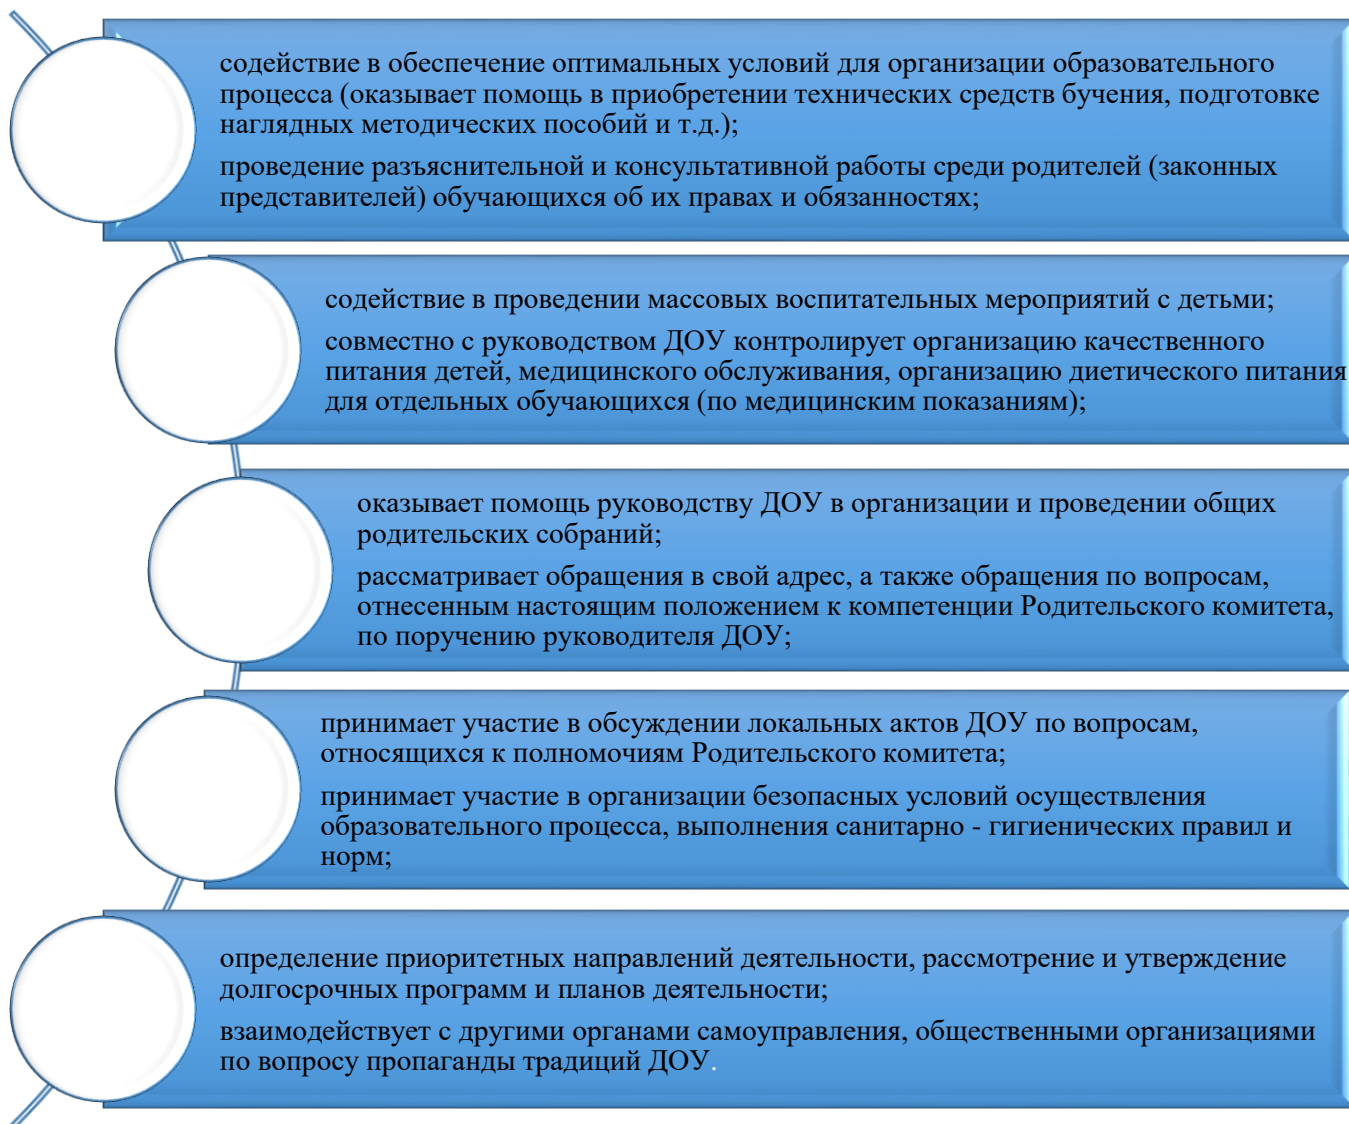 содействие в обеспечение оптимальных условий для организации образовательного
процесса (оказывает помощь в приобретении технических средств бучения, подготовке
наглядных методических пособий и т.д.);
проведение разъяснительной и консультативной работы среди родителей (законных
представителей) обучающихся об их правах и обязанностях;
содействие в проведении массовых воспитательных мероприятий с детьми;
совместно с руководством ДОУ контролирует организацию качественного
питания детей, медицинского обслуживания, организацию диетического питания
для отдельных обучающихся (по медицинским показаниям);
оказывает помощь руководству ДОУ в организации и проведении общих
родительских собраний;
рассматривает обращения в свой адрес, а также обращения по вопросам,
отнесенным настоящим положением к компетенции Родительского комитета,
по поручению руководителя ДОУ;
принимает участие в обсуждении локальных актов ДОУ по вопросам,
относящихся к полномочиям Родительского комитета;
принимает участие в организации безопасных условий осуществления
образовательного процесса, выполнения санитарно - гигиенических правил и
норм;
определение приоритетных направлений деятельности, рассмотрение и утверждение
долгосрочных программ и планов деятельности;
взаимодействует с другими органами самоуправления, общественными организациями
по вопросу пропаганды традиций ДОУ.